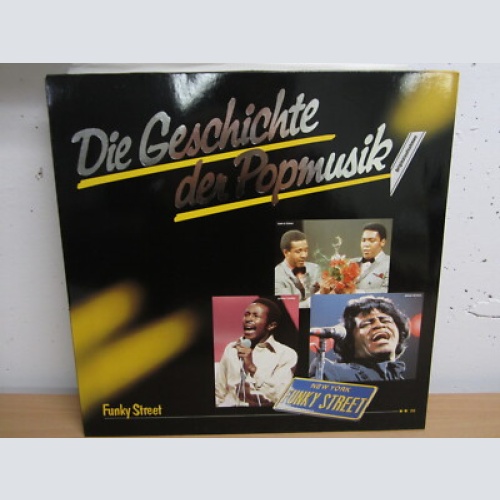 Die Geschichte
der Popmusik
NEW YORK
FUNKY STREET
Funky Street